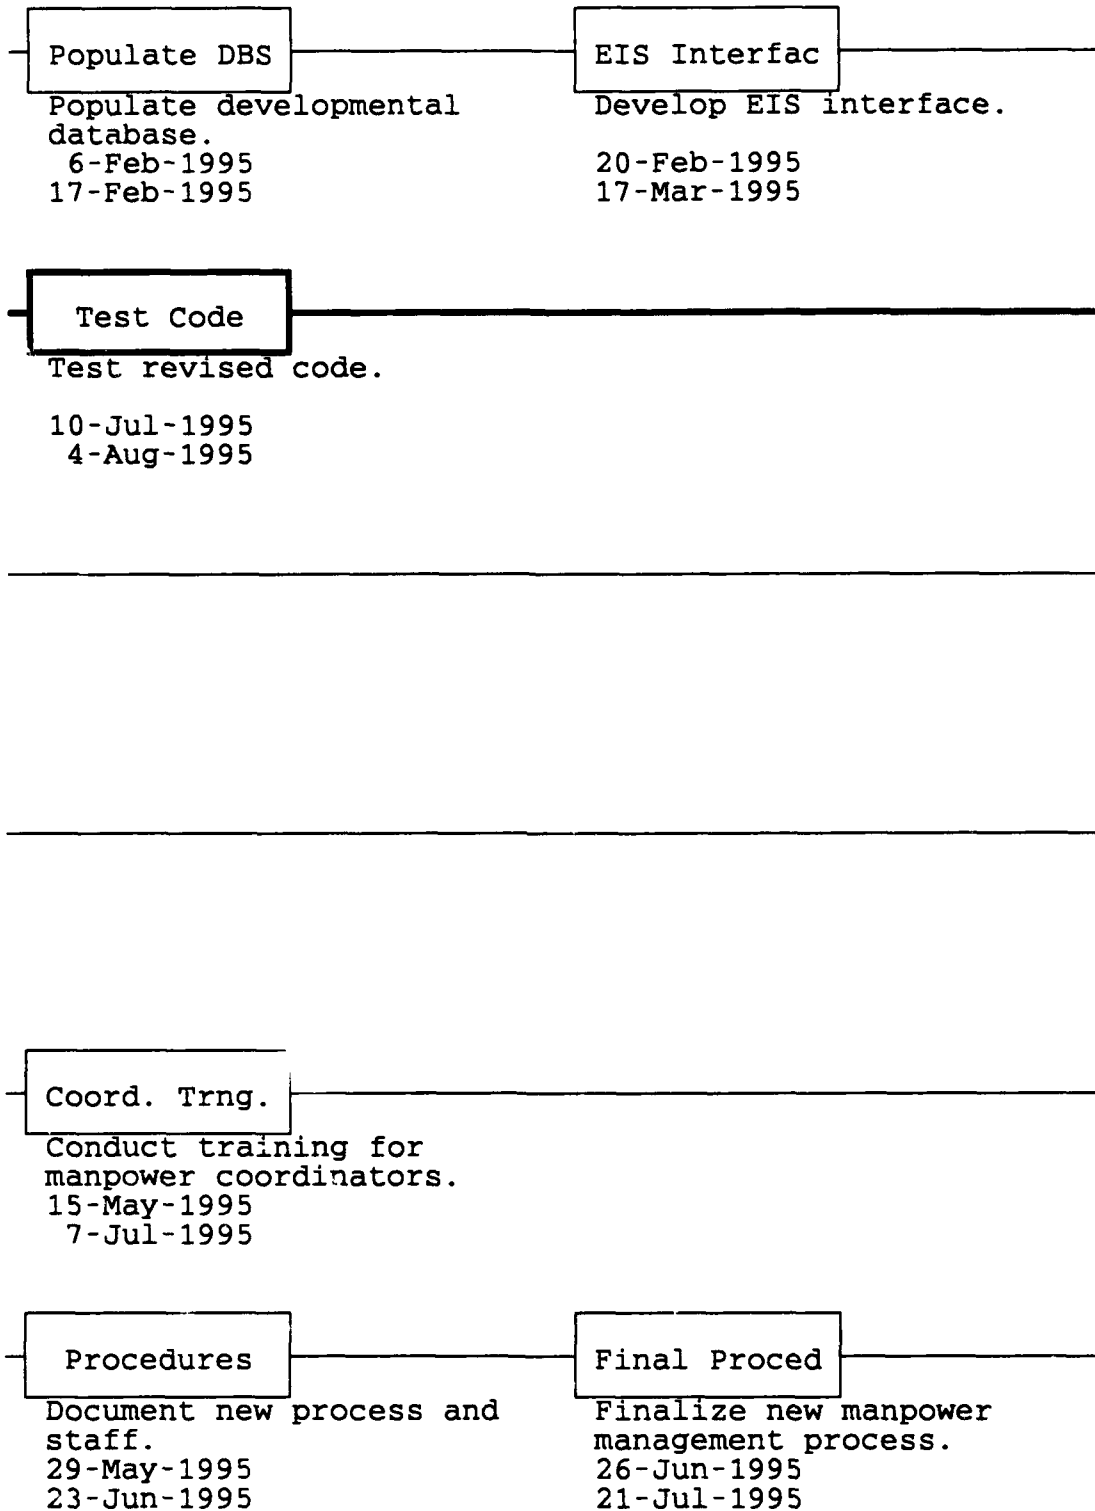 Populate DBS
Populate developmental
database.
6-Feb-1995
17-Feb-1995
EIS Interfac
Develop EIS interface.
20-Feb-1995
17-Mar-1995
Test Code
Test revised code.
10-Jul-1995
4-Aug-1995
Coord. Trng.
Conduct training for
manpower coordinators.
15-May-1995
7-Jul-1995
Procedures
Document new process and
staff.
29-May-1995
23-Jun-1995
Final Proced
Finalize new manpower
management process.
26-Jun-1995
21-Jul-1995